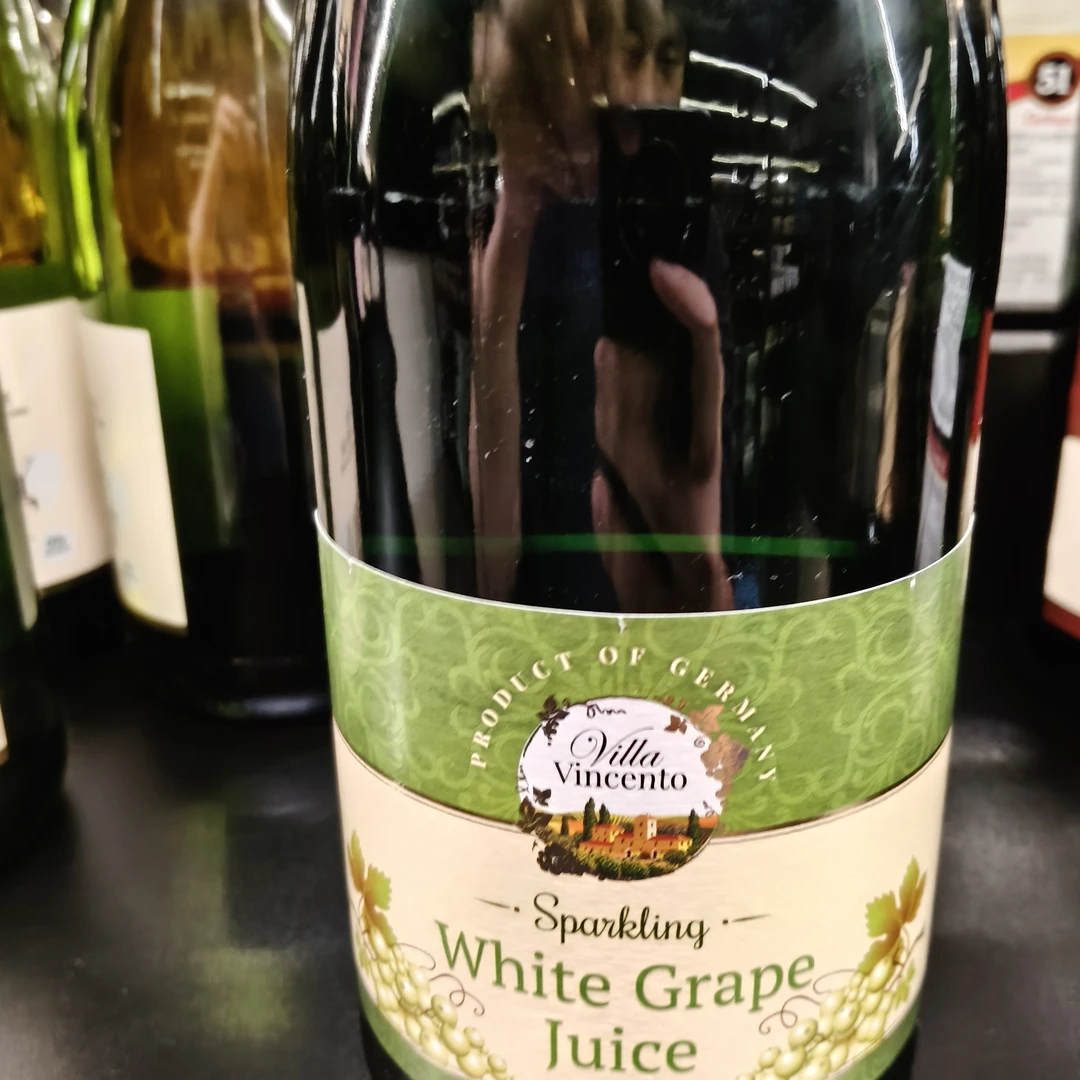 PRODUCT OF GERMANY
Villa
Vincento
Sparkling
White Grape
Juice